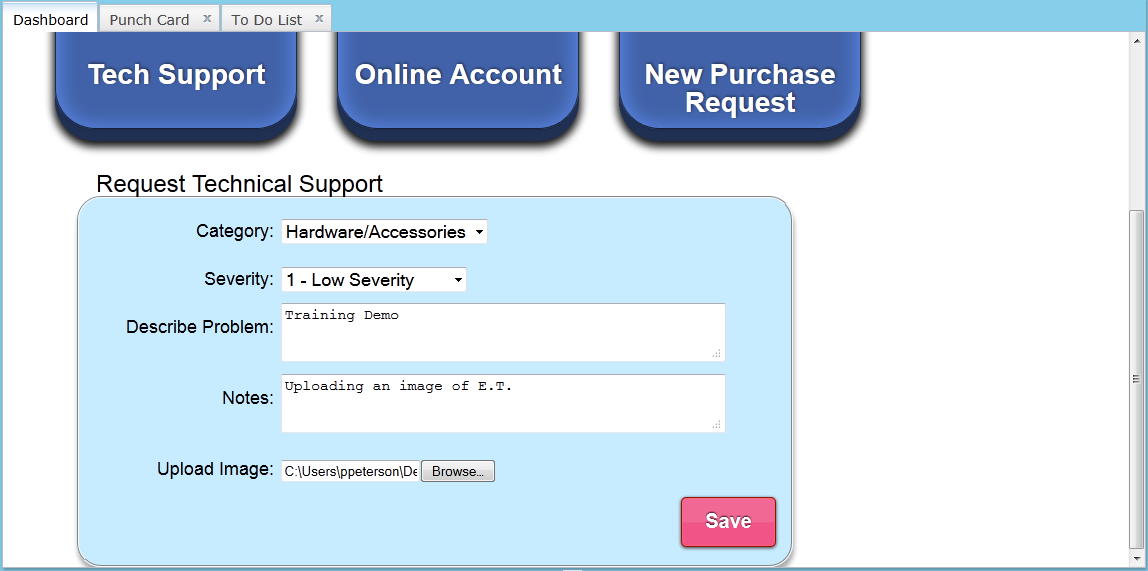 Dashboard Punch Card x To Do List x
Tech Support Online Account New Purchase
Request
Request Technical Support
Category: Hardware/Accessories
Severity: 1 - Low Severity
Describe Problem: Training Demo
Notes: Uploading an image of E.T.
Upload Image: C:\Users\ppeterson\De Browse...
Save